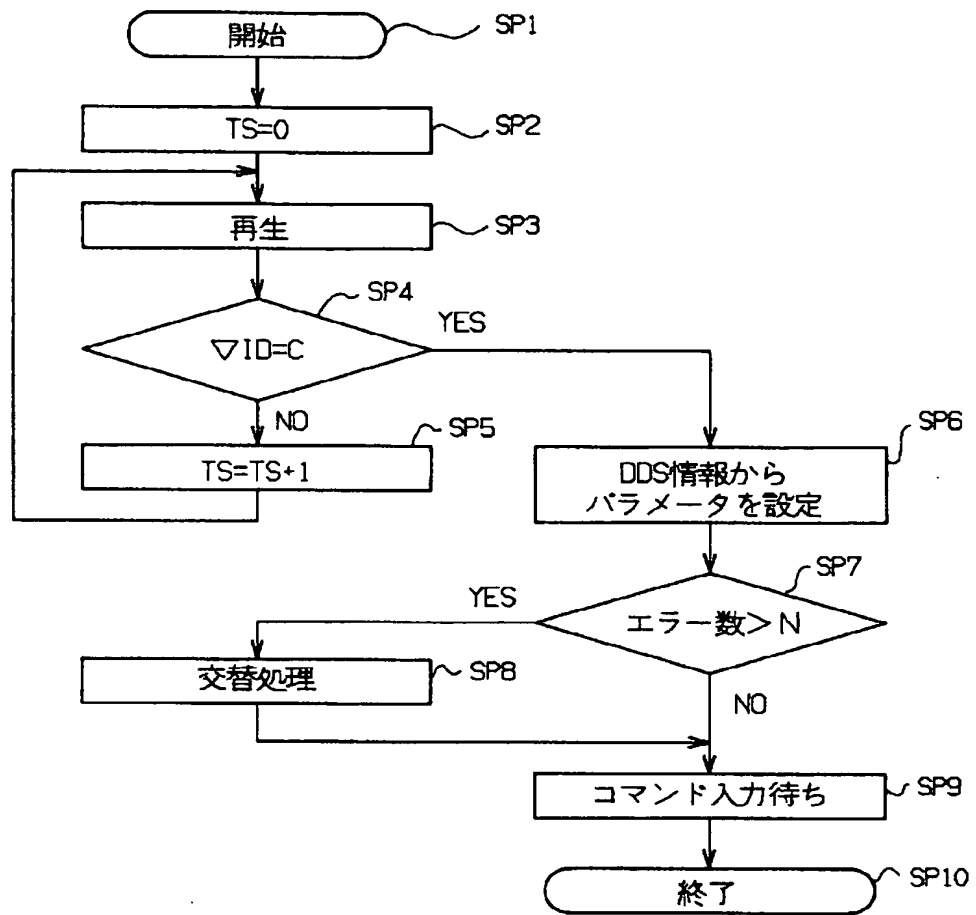 開始
SP1
TS=0
SP2
再生
SP3
SP4
▽ID=C
YES
NO
SP5
TS=TS+1
SP6
DDS情報から
パラメータを設定
SP7
エラー数>N
YES
交替処理
SP8
NO
コマンド入力待ち
SP9
終了
SP10